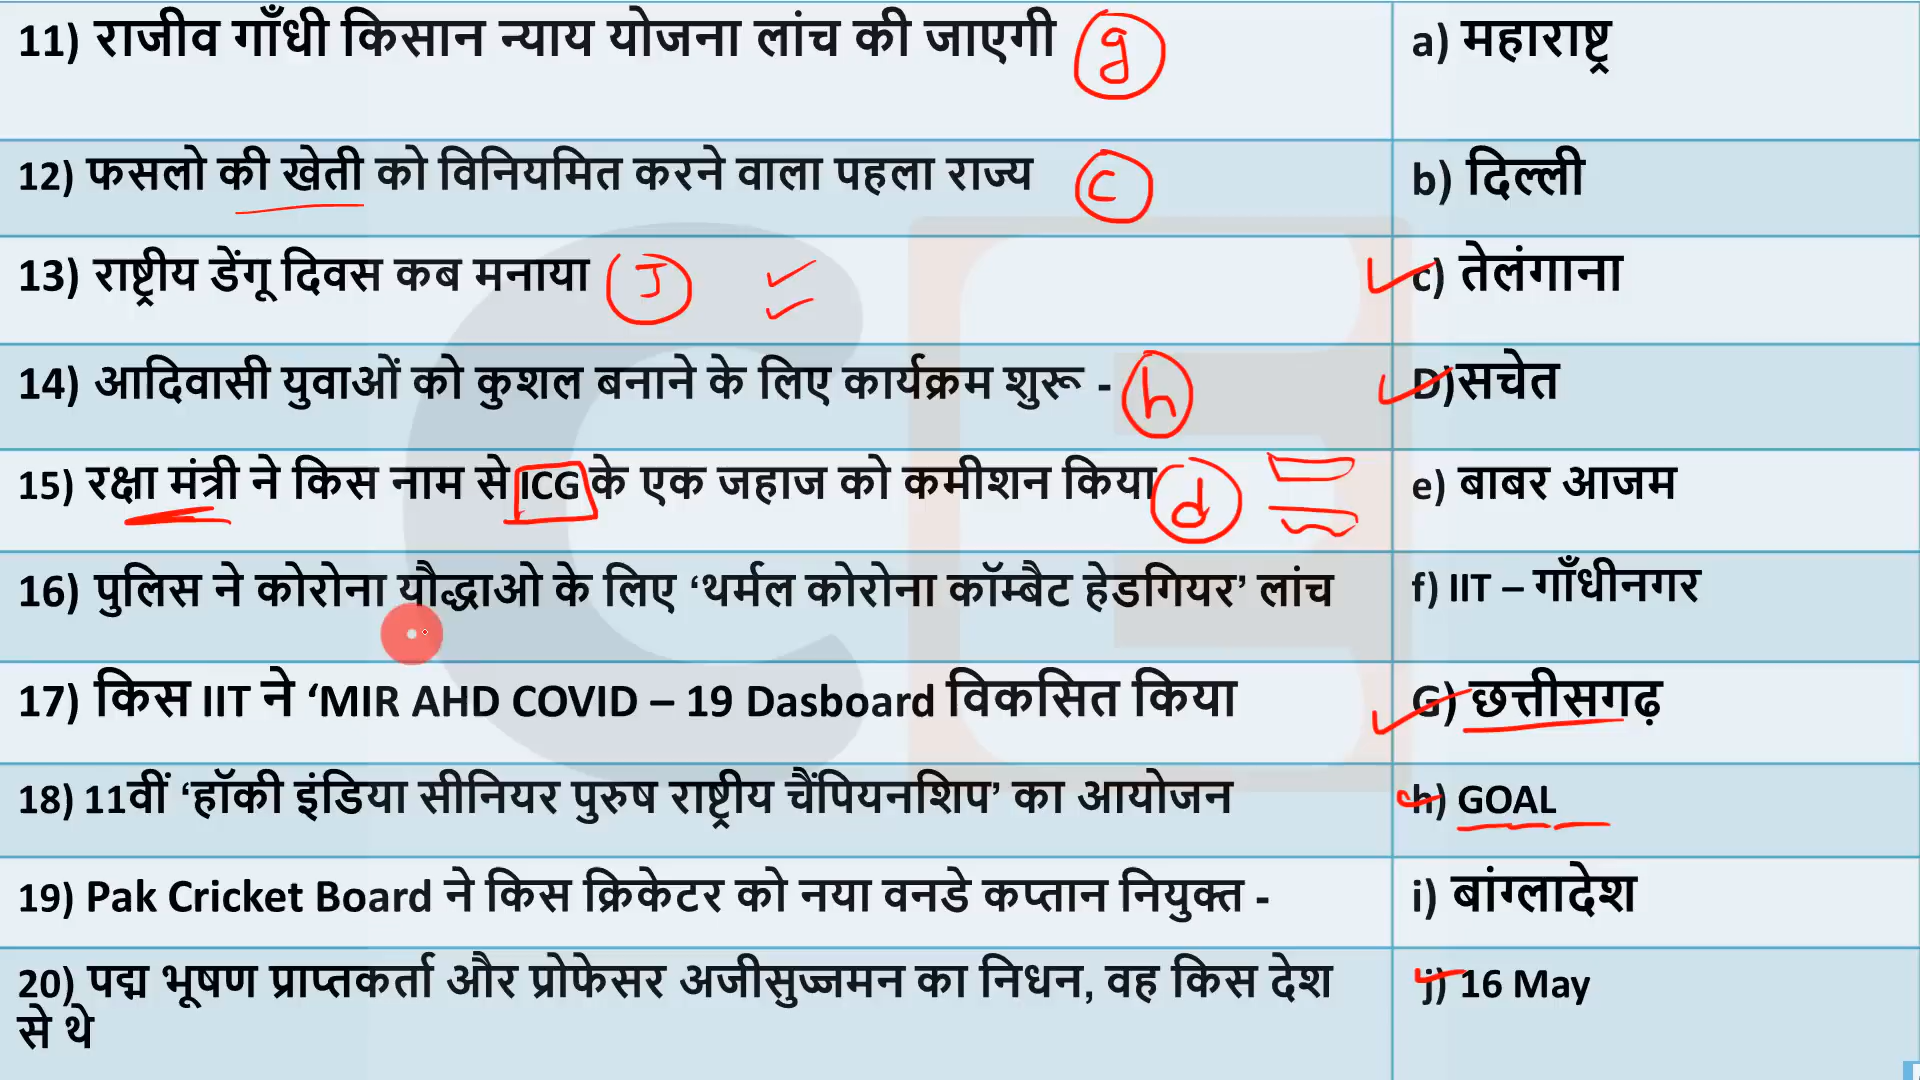 11) राजीव गाँधी किसान न्याय योजना लांच की जाएगी g a) महाराष्ट्र
12) फसलो की खेती को विनियमित करने वाला पहला राज्य c b) दिल्ली
13) राष्ट्रीय डेंगू दिवस कब मनाया J c) तेलंगाना
14) आदिवासी युवाओं को कुशल बनाने के लिए कार्यक्रम शुरू - h D)सचेत
15) रक्षा मंत्री ने किस नाम से ICG के एक जहाज को कमीशन किया d e) बाबर आजम
16) पुलिस ने कोरोना यौद्धाओ के लिए ‘थर्मल कोरोना कॉम्बैट हेडगियर’ लांच f) IIT – गाँधीनगर
17) किस IIT ने ‘MIR AHD COVID – 19 Dasboard विकसित किया G) छत्तीसगढ़
18) 11वीं ‘हॉकी इंडिया सीनियर पुरुष राष्ट्रीय चैंपियनशिप’ का आयोजन h) GOAL
19) Pak Cricket Board ने किस क्रिकेटर को नया वनडे कप्तान नियुक्त - i) बांग्लादेश
20) पद्म भूषण प्राप्तकर्ता और प्रोफेसर अजीसुज्जमन का निधन, वह किस देश j) 16 May
से थे